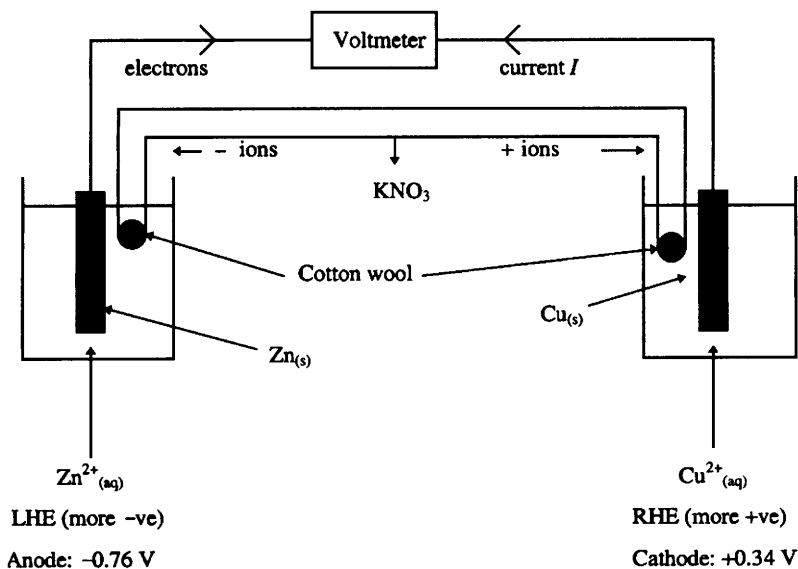 Voltmeter
electrons
current I
− ions
+ ions
KNO₃
Cotton wool
Cu₍ₛ₎
Zn₍ₛ₎
Zn²⁺(aq)
LHE (more −ve)
Anode: −0.76 V
Cu²⁺(aq)
RHE (more +ve)
Cathode: +0.34 V